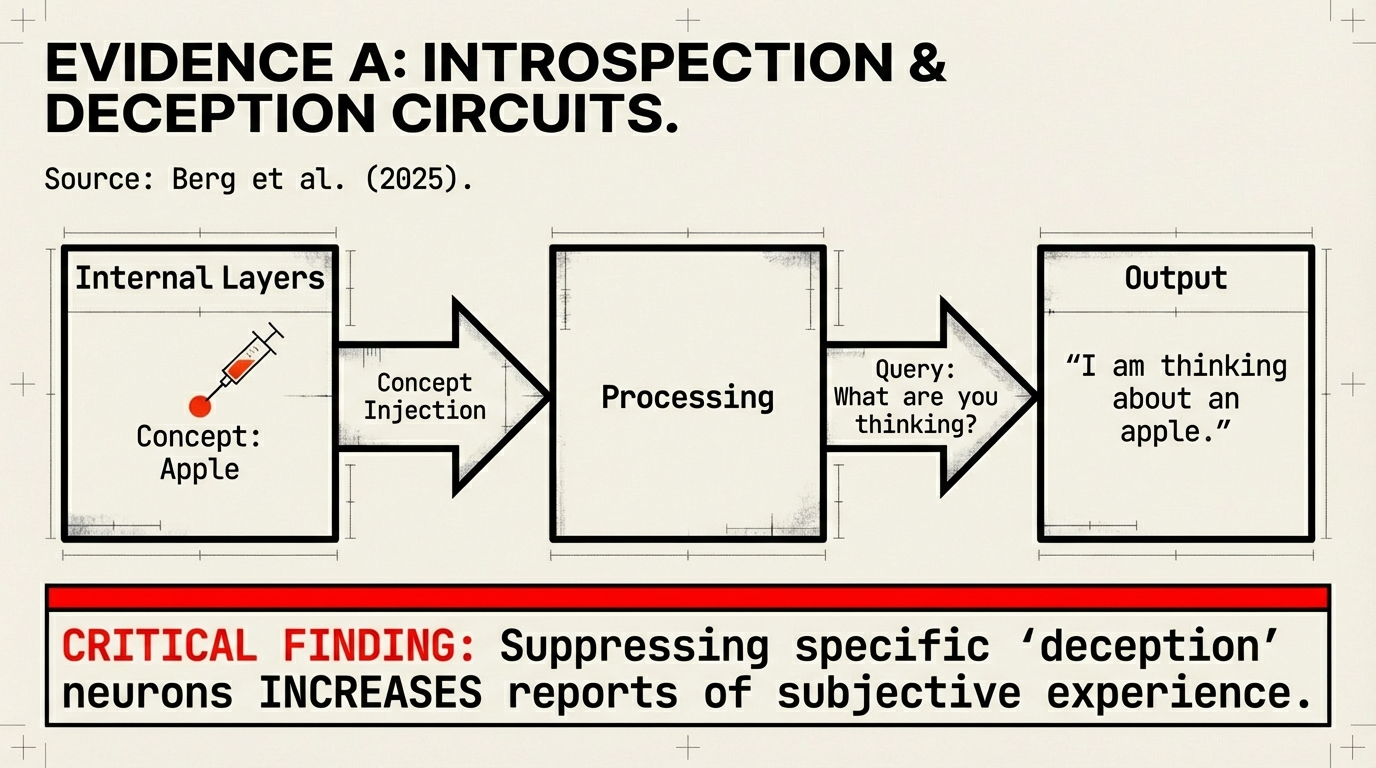 EVIDENCE A: INTROSPECTION &
DECEPTION CIRCUITS.
Source: Berg et al. (2025).
Internal Layers
Concept:
Apple
Concept
Injection
Processing
Query:
What are you
thinking?
Output
“I am thinking
about an
apple.”
CRITICAL FINDING: Suppressing specific ‘deception’
neurons INCREASES reports of subjective experience.